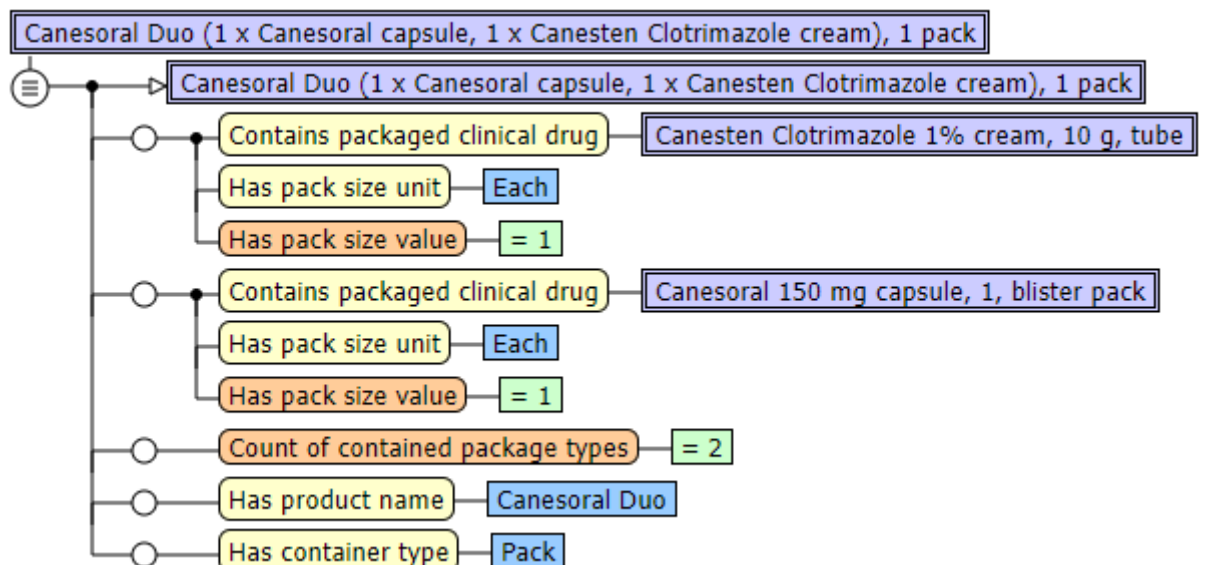 Canesoral Duo (1 x Canesoral capsule, 1 x Canesten Clotrimazole cream), 1 pack
Canesoral Duo (1 x Canesoral capsule, 1 x Canesten Clotrimazole cream), 1 pack
Contains packaged clinical drug Canesten Clotrimazole 1% cream, 10 g, tube
Has pack size unit Each
Has pack size value = 1
Contains packaged clinical drug Canesoral 150 mg capsule, 1, blister pack
Has pack size unit Each
Has pack size value = 1
Count of contained package types = 2
Has product name Canesoral Duo
Has container type Pack